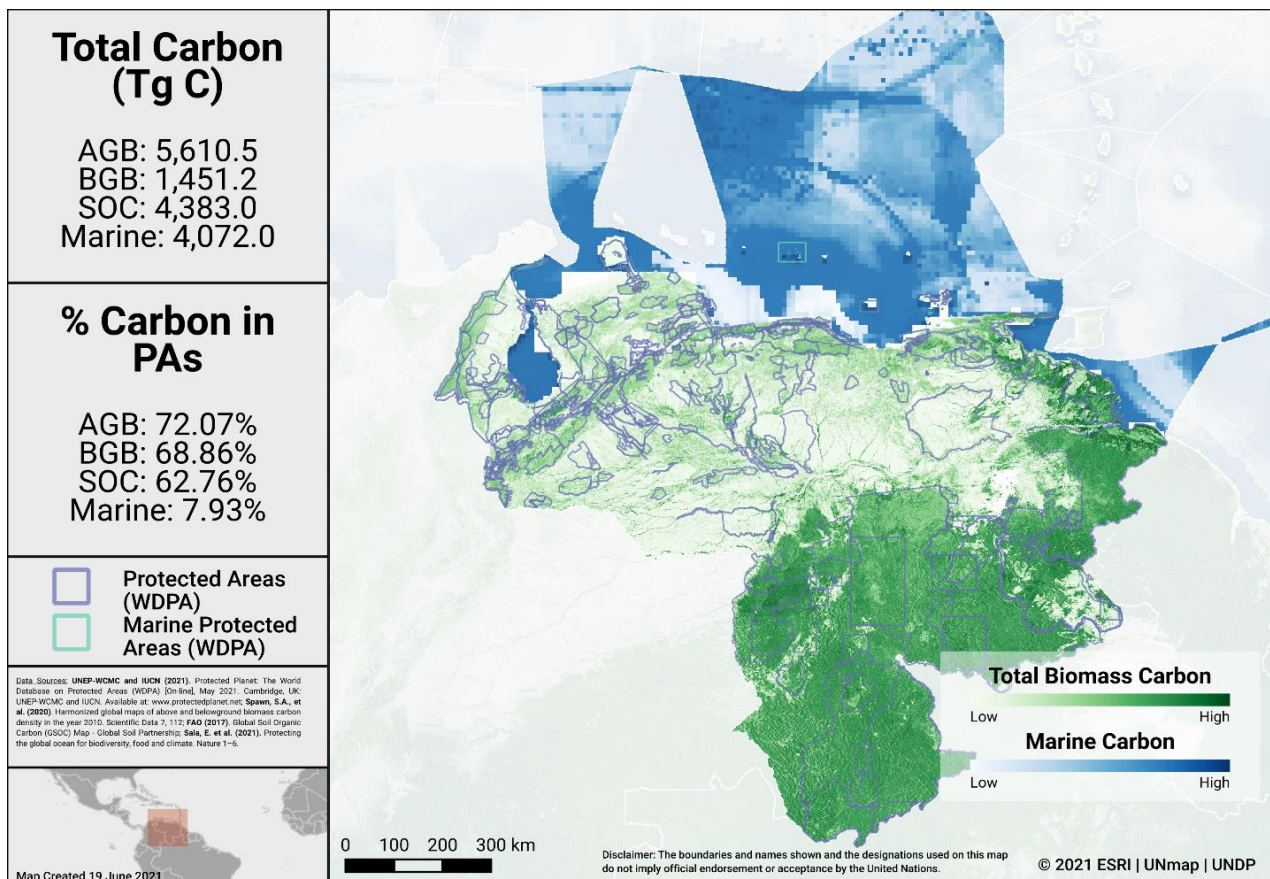 Total Carbon
(Tg C)
AGB: 5,610.5
BGB: 1,451.2
SOC: 4,383.0
Marine: 4,072.0
% Carbon in
PAs
AGB: 72.07%
BGB: 68.86%
SOC: 62.76%
Marine: 7.93%
Protected Areas
(WDPA)
Marine Protected
Areas (WDPA)
Data Sources: UNEP-WCMC and IUCN (2021). Protected Planet: The World
Database on Protected Areas (WDPA) [On-line], May 2021. Cambridge, UK:
UNEP-WCMC and IUCN. Available at: www.protectedplanet.net; Spawn, S.A., et
al. (2020). Harmonized global maps of above and belowground biomass carbon
density in the year 2010. Scientific Data 7, 112; FAO (2017). Global Soil Organic
Carbon (GSOC) Map - Global Soil Partnership; Sala, E. et al. (2021). Protecting
the global ocean for biodiversity, food and climate. Nature 1–6.
Map Created 19 June 2021
Total Biomass Carbon
Low High
Marine Carbon
Low High
0 100 200 300 km
Disclaimer: The boundaries and names shown and the designations used on this map
do not imply official endorsement or acceptance by the United Nations.
© 2021 ESRI | UNmap | UNDP